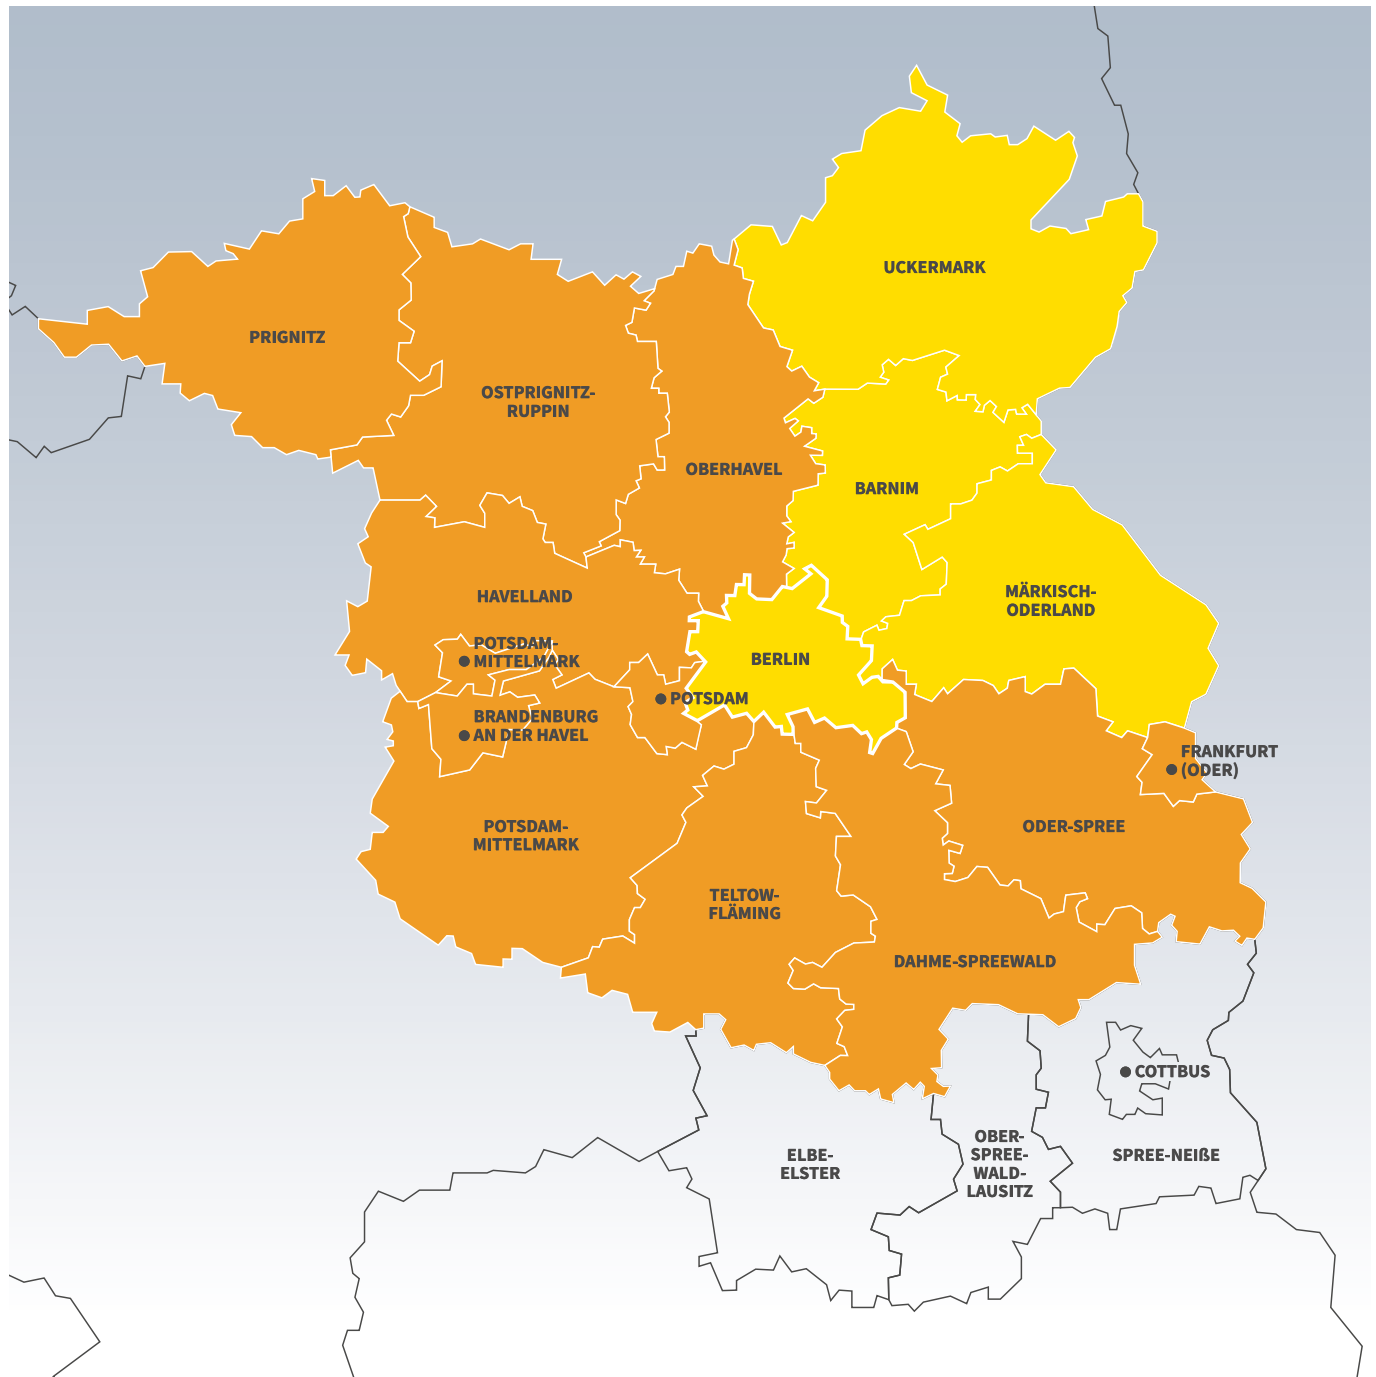 UCKERMARK
PRIGNITZ
OSTPRIGNITZ-
RUPPIN
OBERHAVEL
BARNIM
HAVELLAND
MÄRKISCH-
ODERLAND
POTSDAM-
MITTELMARK
BERLIN
POTSDAM
BRANDENBURG
AN DER HAVEL
FRANKFURT
(ODER)
POTSDAM-
MITTELMARK
ODER-SPREE
TELTOW-
FLÄMING
DAHME-SPREEWALD
COTTBUS
ELBE-
ELSTER
OBER-
SPREE-
WALD-
LAUSITZ
SPREE-NEIßE